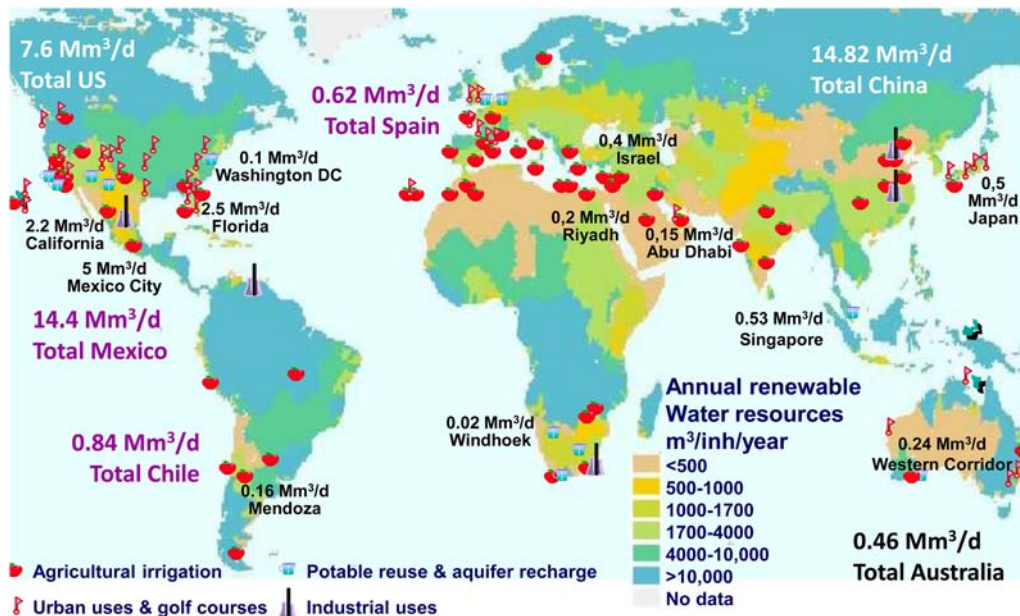 7.6 Mm³/d
Total US
14.82 Mm³/d
Total China
0.62 Mm³/d
Total Spain
0.1 Mm³/d
Washington DC
0,4 Mm³/d
Israel
0,5
Mm³/d
Japan
2.5 Mm³/d
Florida
2.2 Mm³/d
California
0,2 Mm³/d
Riyadh
0,15 Mm³/d
Abu Dhabi
5 Mm³/d
Mexico City
14.4 Mm³/d
Total Mexico
0.53 Mm³/d
Singapore
0.84 Mm³/d
Total Chile
0.16 Mm³/d
Mendoza
0.02 Mm³/d
Windhoek
0.24 Mm³/d
Western Corridor
0.46 Mm³/d
Total Australia
Annual renewable
Water resources
m³/inh/year
<500
500-1000
1000-1700
1700-4000
4000-10,000
>10,000
No data
Agricultural irrigation
Potable reuse & aquifer recharge
Urban uses & golf courses
Industrial uses